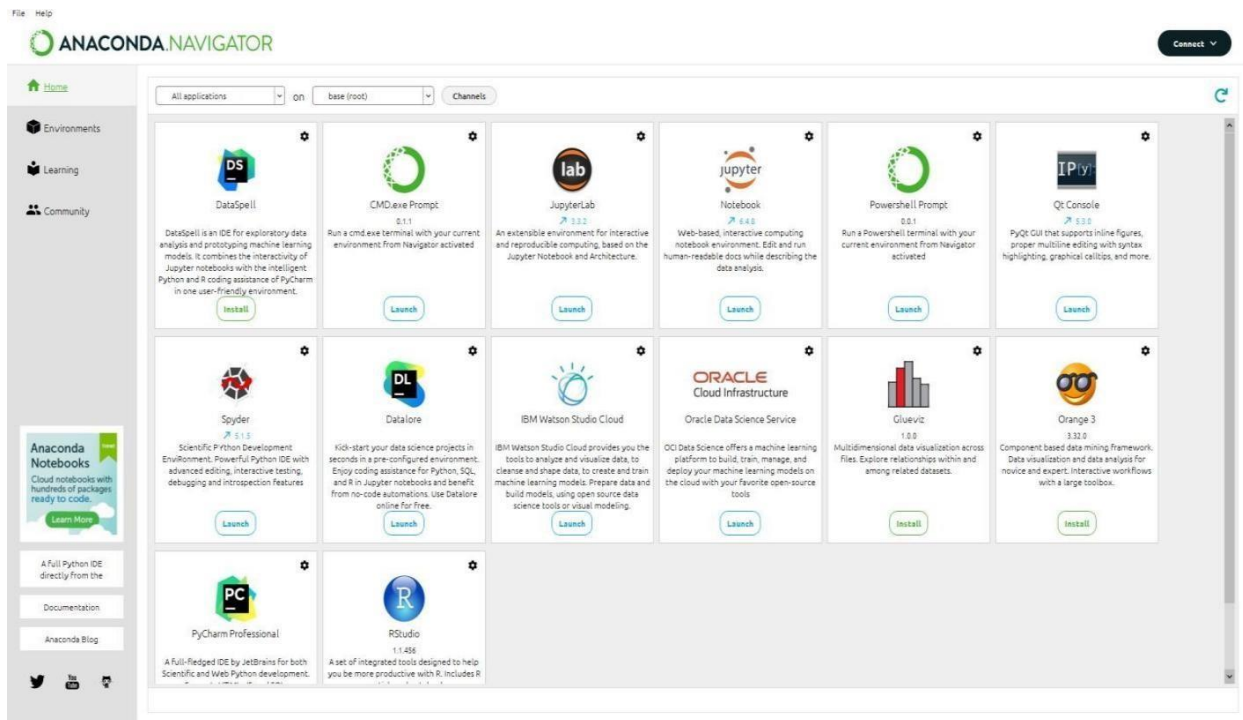 File Help
ANACONDA.NAVIGATOR
Connect
Home
Environments
Learning
Community
All applications on base (root) Channels
DS
DataSpell
DataSpell is an IDE for exploratory data
analysis and prototyping machine learning
models. It combines the interactivity of
Jupyter notebooks with the intelligent
Python and R coding assistance of PyCharm
in one user-friendly environment.
Install
CMD.exe Prompt
0.1.1
Run a cmd.exe terminal with your current
environment from Navigator activated
Launch
lab
JupyterLab
3.3.2
An extensible environment for interactive
and reproducible computing, based on the
Jupyter Notebook and Architecture.
Launch
jupyter
Notebook
6.4.8
Web-based, interactive computing
notebook environment. Edit and run
human-readable docs while describing the
data analysis.
Launch
Powershell Prompt
0.0.1
Run a Powershell terminal with your
current environment from Navigator
activated
Launch
IP[y]:
Qt Console
5.3.0
PyQt GUI that supports inline figures,
proper multiline editing with syntax
highlighting, graphical calltips, and more.
Launch
Spyder
5.1.5
Scientific PYthon Development
EnviRonment. Powerful Python IDE with
advanced editing, interactive testing,
debugging and introspection features
Launch
DL
Datalore
Kick-start your data science projects in
seconds in a pre-configured environment.
Enjoy coding assistance for Python, SQL,
and R in Jupyter notebooks and benefit
from no-code automations. Use Datalore
online for free.
Launch
IBM Watson Studio Cloud
IBM Watson Studio Cloud provides you the
tools to analyze and visualize data, to
cleanse and shape data, to create and train
machine learning models. Prepare data and
build models, using open source data
science tools or visual modeling.
Launch
ORACLE
Cloud Infrastructure
Oracle Data Science Service
OCI Data Science offers a machine learning
platform to build, train, manage, and
deploy your machine learning models on
the cloud with your favorite open-source
tools
Launch
Glueviz
1.0.0
Multidimensional data visualization across
files. Explore relationships within and
among related datasets.
Install
Orange 3
3.32.0
Component based data mining framework.
Data visualization and data analysis for
novice and expert. Interactive workflows
with a large toolbox.
Install
PC
PyCharm Professional
A full-fledged IDE by JetBrains for both
Scientific and Web Python development.
R
RStudio
1.1.456
A set of integrated tools designed to help
you be more productive with R. Includes R
Anaconda
Notebooks
Cloud notebooks with
hundreds of packages
ready to code.
Learn More
A Full Python IDE
directly from the
Documentation
Anaconda Blog
You
Tube